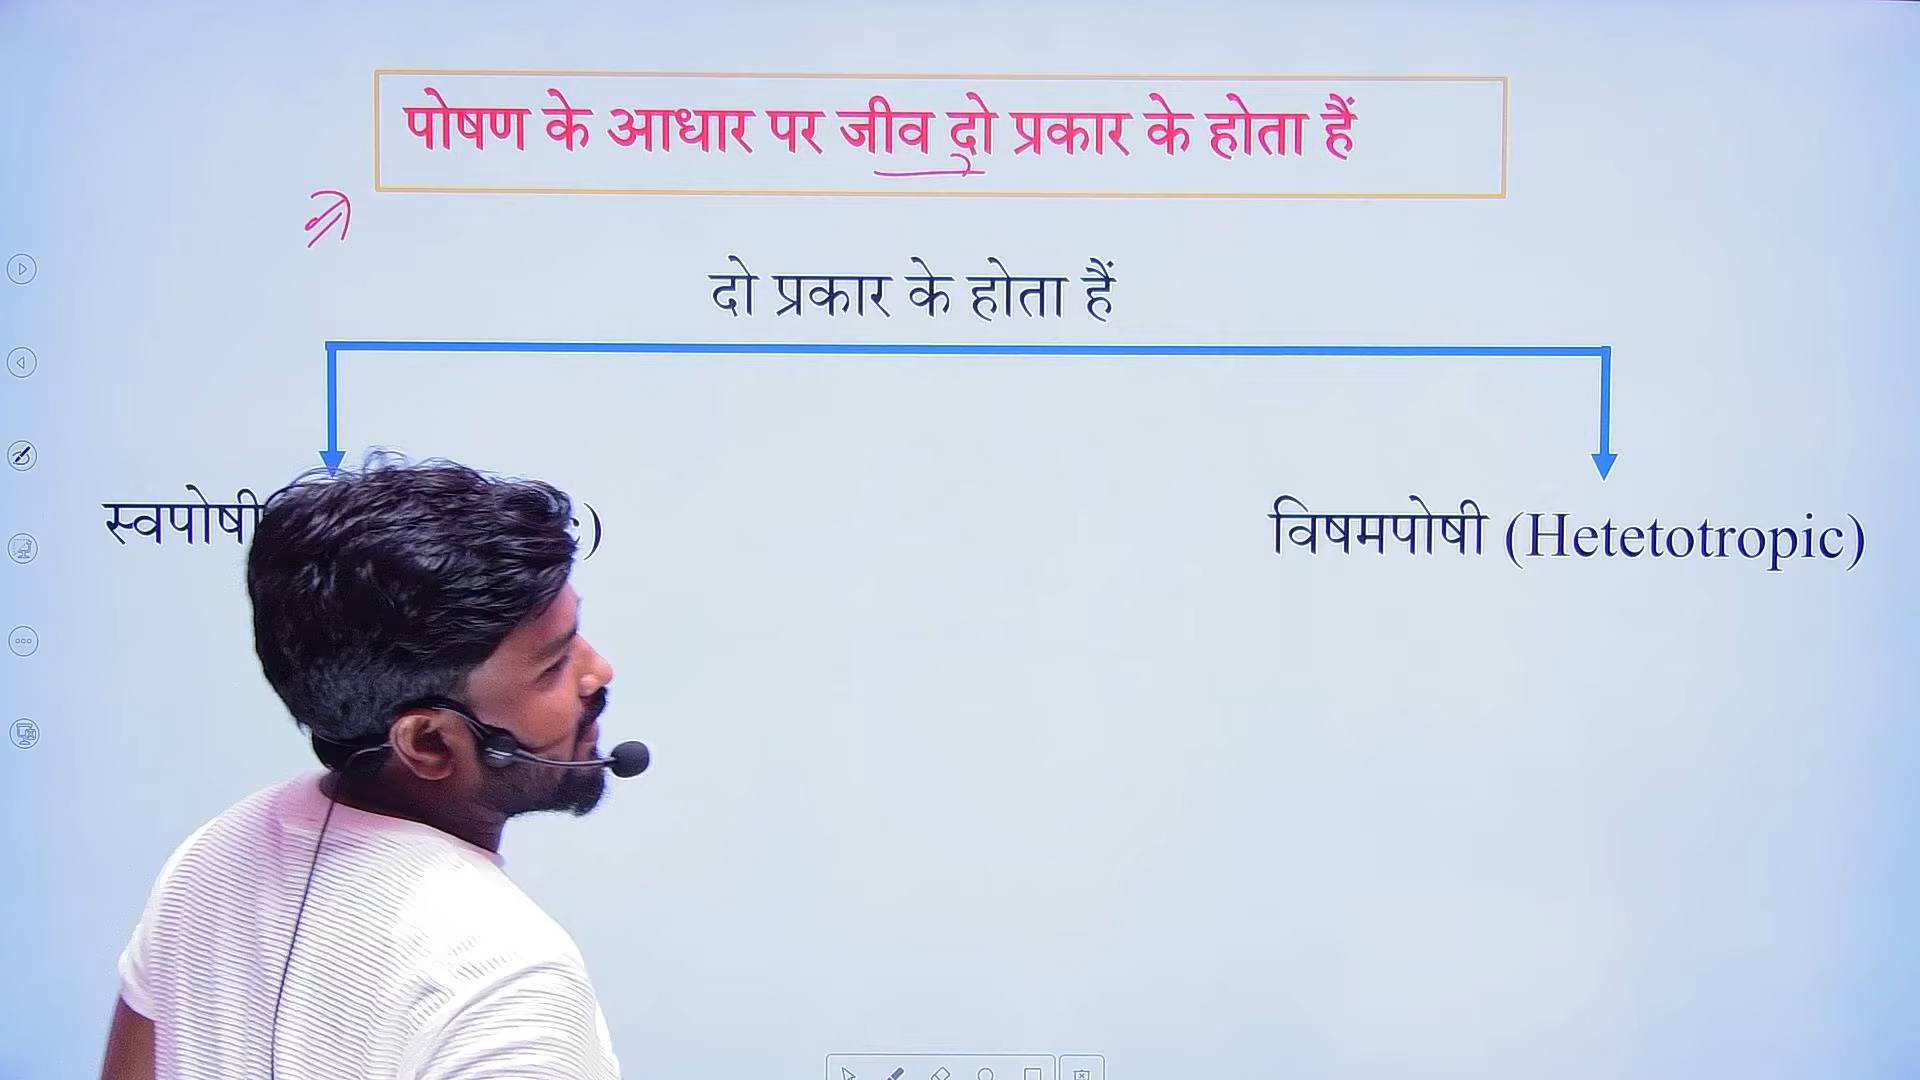 पोषण के आधार पर जीव दो प्रकार के होता हैं
दो प्रकार के होता हैं
स्वपोषी
विषमपोषी (Hetetotropic)